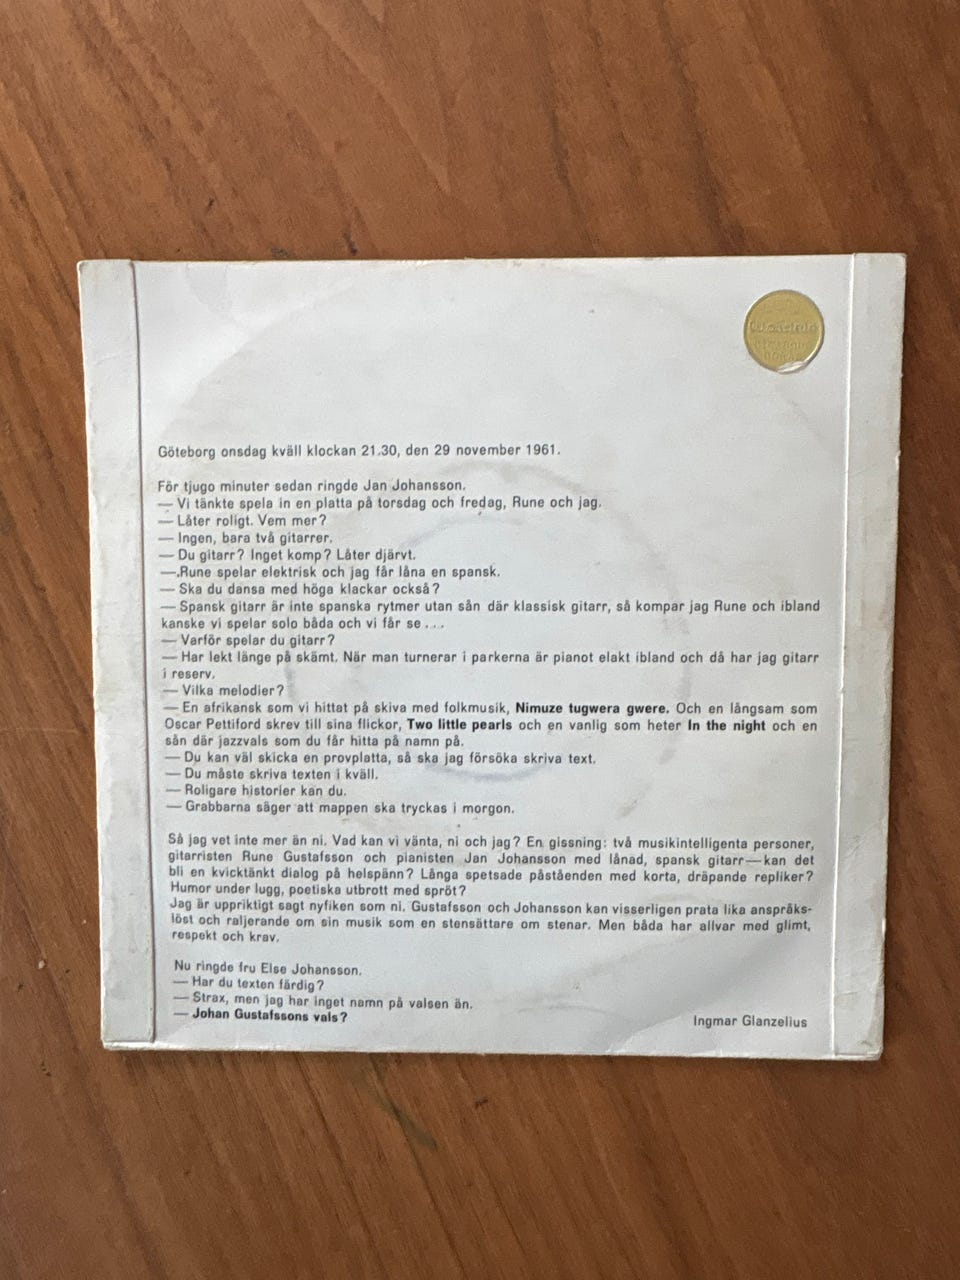 Göteborg onsdag kväll klockan 21.30, den 29 november 1961.
För tjugo minuter sedan ringde Jan Johansson.
— Vi tänkte spela in en platta på torsdag och fredag, Rune och jag.
— Låter roligt. Vem mer?
— Ingen, bara två gitarrer.
— Du gitarr? Inget komp? Låter djärvt.
— Rune spelar elektrisk och jag får låna en spansk.
— Ska du dansa med höga klackar också?
— Spansk gitarr är inte spanska rytmer utan sån där klassisk gitarr, så kompar jag Rune och ibland
kanske vi spelar solo båda och vi får se ...
— Varför spelar du gitarr?
— Har lekt länge på skämt. När man turnerar i parkerna är pianot elakt ibland och då har jag gitarr
i reserv.
— Vilka melodier?
— En afrikansk som vi hittat på skiva med folkmusik, Nimuze tugwera gwere. Och en långsam som
Oscar Pettiford skrev till sina flickor, Two little pearls och en vanlig som heter In the night och en
sån där jazzvals som du får hitta på namn på.
— Du kan väl skicka en provplatta, så ska jag försöka skriva text.
— Du måste skriva texten i kväll.
— Roligare historier kan du.
— Grabbarna säger att mappen ska tryckas i morgon.
Så jag vet inte mer än ni. Vad kan vi vänta, ni och jag? En gissning: två musikintelligenta personer,
gitarristen Rune Gustafsson och pianisten Jan Johansson med lånad, spansk gitarr — kan det
bli en kvicktänkt dialog på helspänn? Långa spetsade påståenden med korta, dräpande repliker?
Humor under lugg, poetiska utbrott med spröt?
Jag är uppriktigt sagt nyfiken som ni. Gustafsson och Johansson kan visserligen prata lika anspråks-
löst och raljerande om sin musik som en stensättare om stenar. Men båda har allvar med glimt,
respekt och krav.
Nu ringde fru Else Johansson.
— Har du texten färdig?
— Strax, men jag har inget namn på valsen än.
— Johan Gustafssons vals?
Ingmar Glanzelius